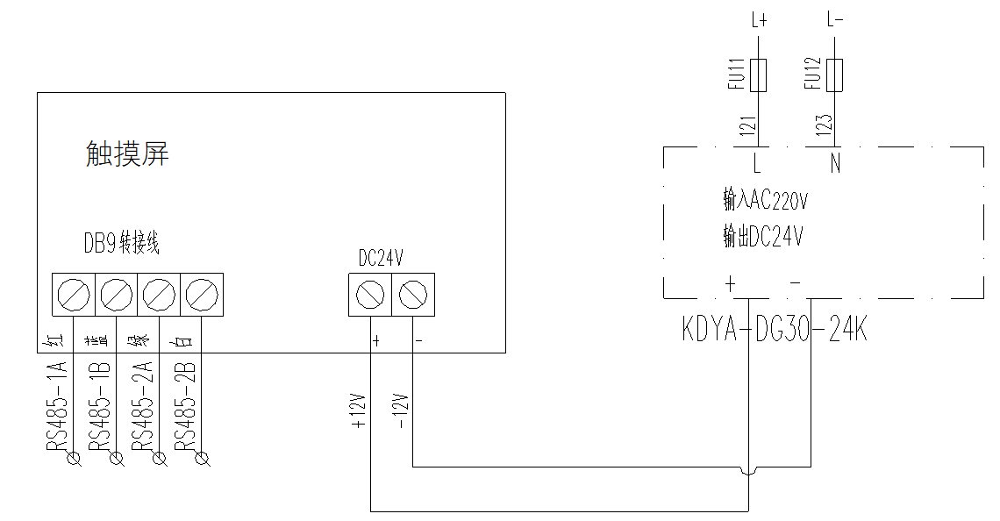 L+ L-
FU11 FU12
121 123
触摸屏
L N
输入AC220V
输出DC24V
DB9转接线
DC24V
+ -
KDYA-DG30-24K
红 蓝 绿 白
+ -
RS485-1A RS485-1B RS485-2A RS485-2B
+12V -12V